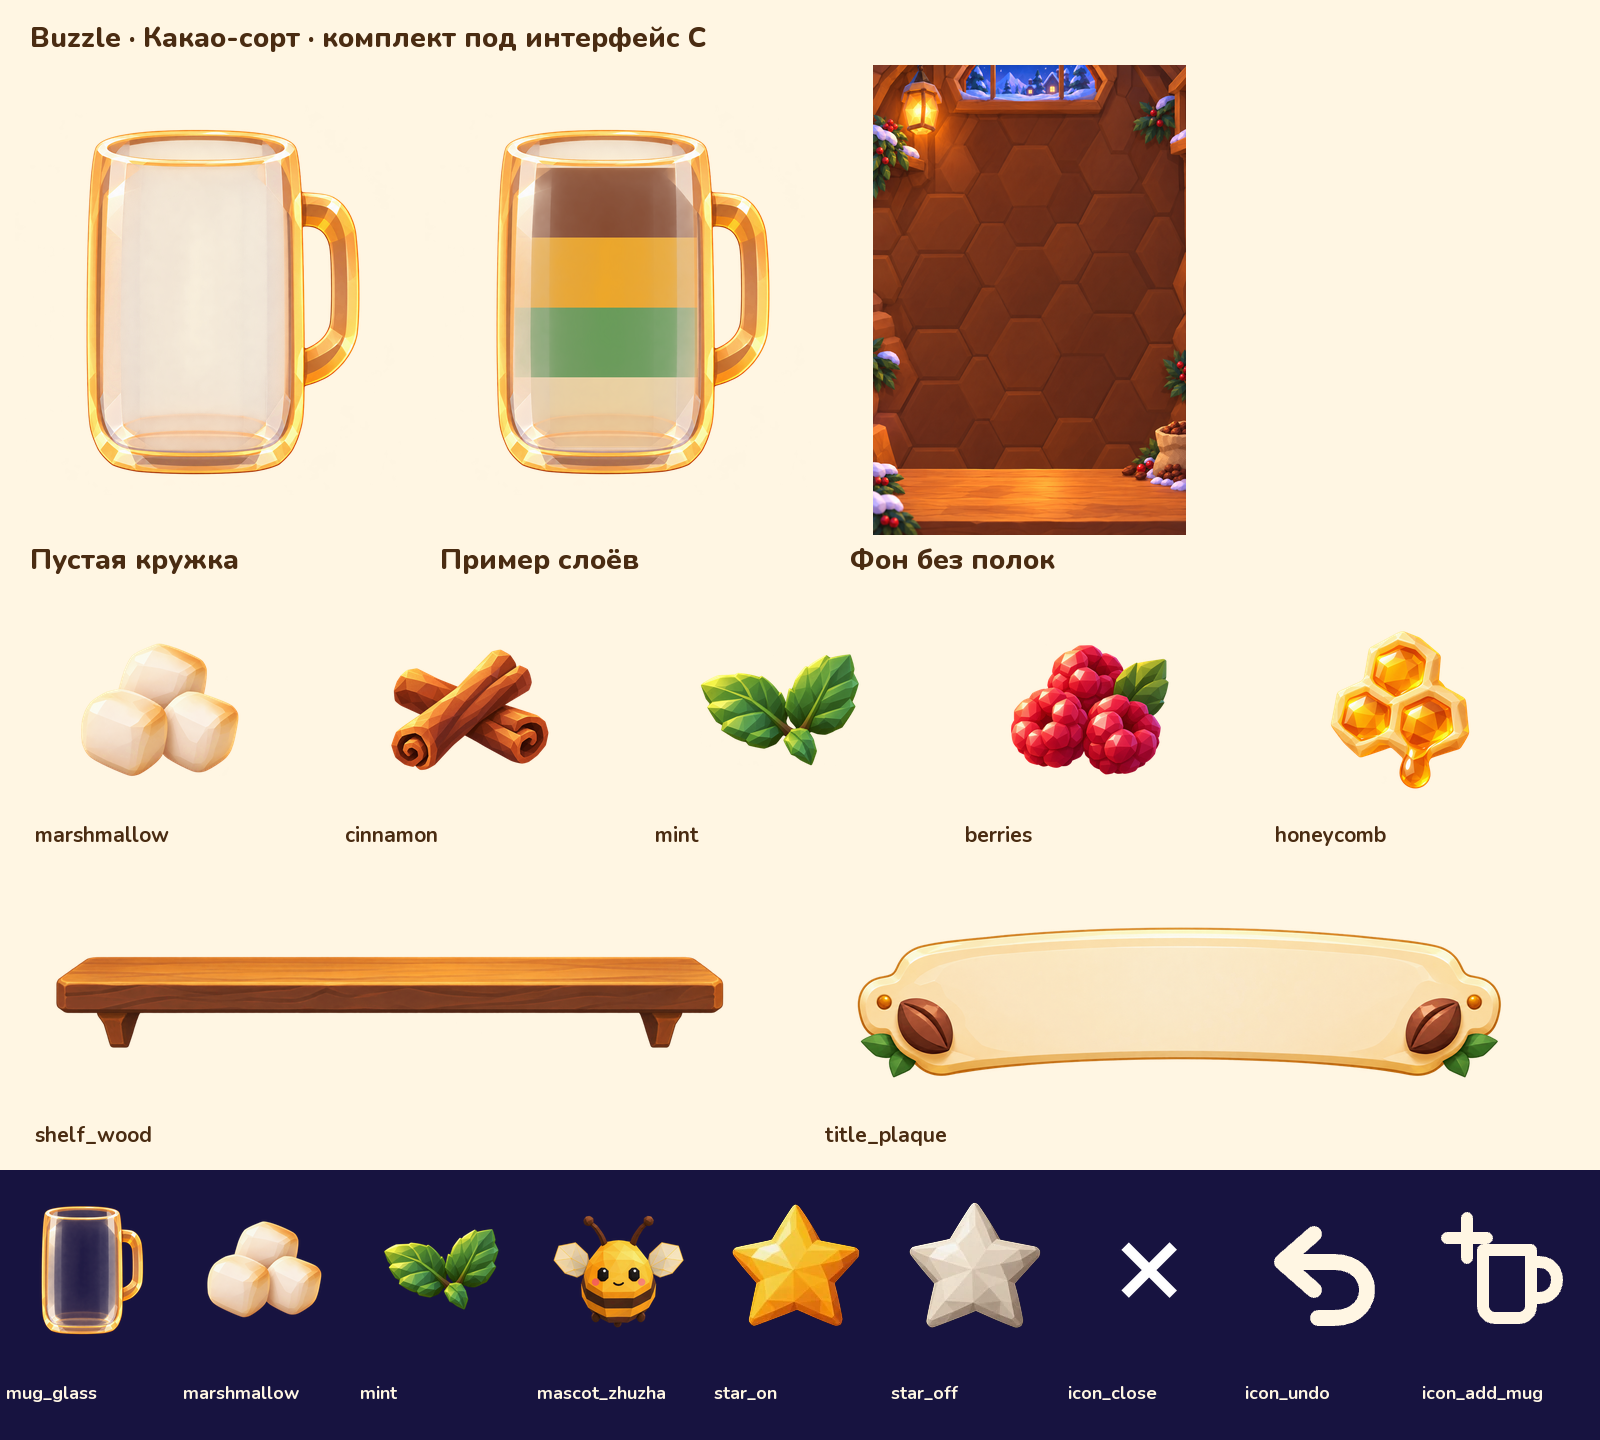 Buzzle · Какао-сорт · комплект под интерфейс C
Пустая кружка
Пример слоёв
Фон без полок
marshmallow
cinnamon
mint
berries
honeycomb
shelf_wood
title_plaque
mug_glass
marshmallow
mint
mascot_zhuzha
star_on
star_off
icon_close
icon_undo
icon_add_mug